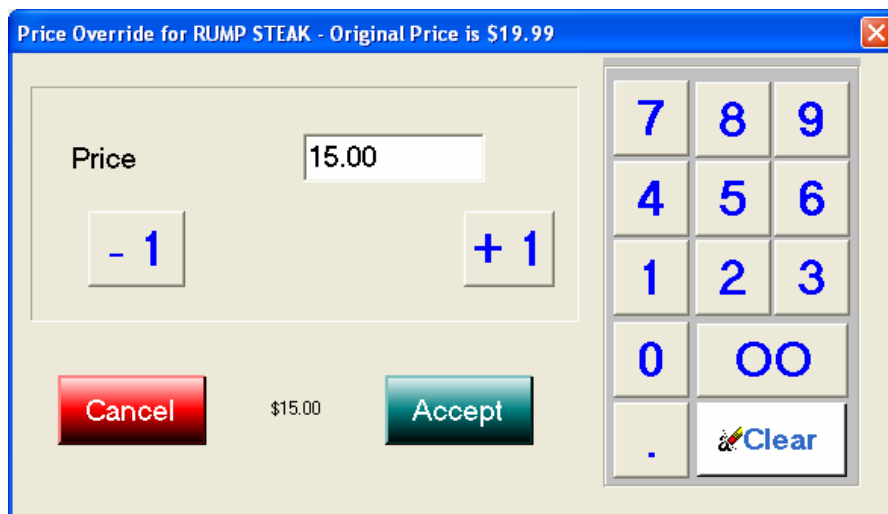 Price Override for RUMP STEAK - Original Price is $19.99
Price
15.00
- 1
+ 1
Cancel
$15.00
Accept
7 8 9
4 5 6
1 2 3
0 00
. Clear